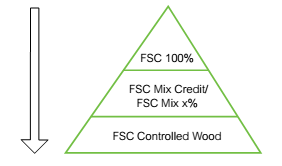 FSC 100%
FSC Mix Credit/
FSC Mix x%
FSC Controlled Wood